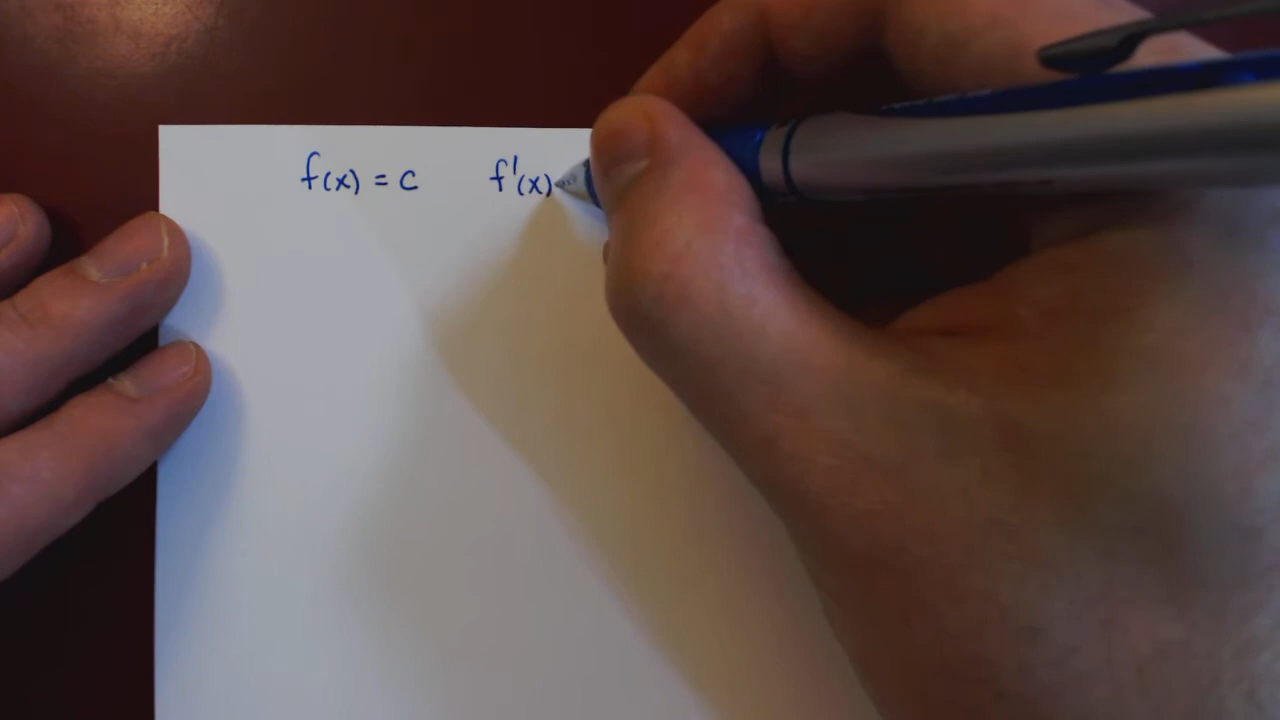 f(x) = c f'(x)